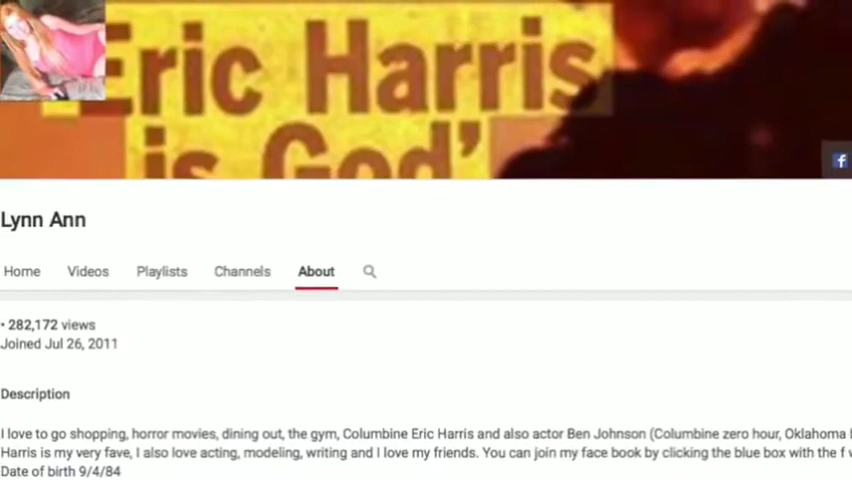 Eric Harris
is God'
f
Lynn Ann
Home Videos Playlists Channels About
• 282,172 views
Joined Jul 26, 2011
Description
I love to go shopping, horror movies, dining out, the gym, Columbine Eric Harris and also actor Ben Johnson (Columbine zero hour, Oklahoma
Harris is my very fave, I also love acting, modeling, writing and I love my friends. You can join my face book by clicking the blue box with the f
Date of birth 9/4/84